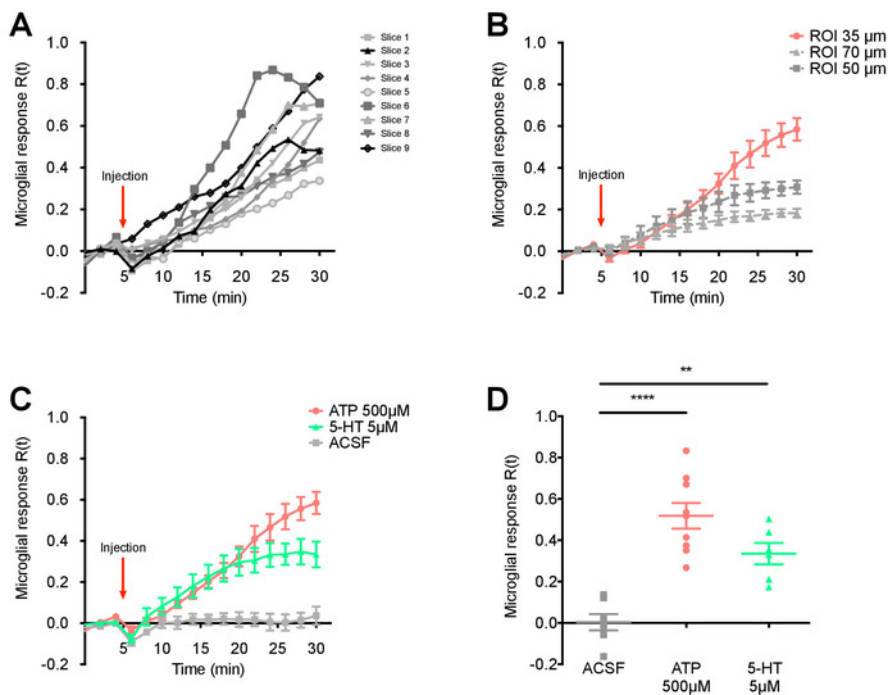 A
Microglial response R(t)
1.0
0.8
0.6
0.4
0.2
0.0
-0.2
Injection
5
10
15
20
25
30
Time (min)
Slice 1
Slice 2
Slice 3
Slice 4
Slice 5
Slice 6
Slice 7
Slice 8
Slice 9
B
Microglial response R(t)
1.0
0.8
0.6
0.4
0.2
0.0
-0.2
Injection
5
10
15
20
25
30
Time (min)
ROI 35 µm
ROI 70 µm
ROI 50 µm
C
Microglial response R(t)
1.0
0.8
0.6
0.4
0.2
0.0
-0.2
Injection
5
10
15
20
25
30
Time (min)
ATP 500µM
5-HT 5µM
ACSF
D
**
****
Microglial response R(t)
1.0
0.8
0.6
0.4
0.2
0.0
-0.2
ACSF
ATP
500µM
5-HT
5µM